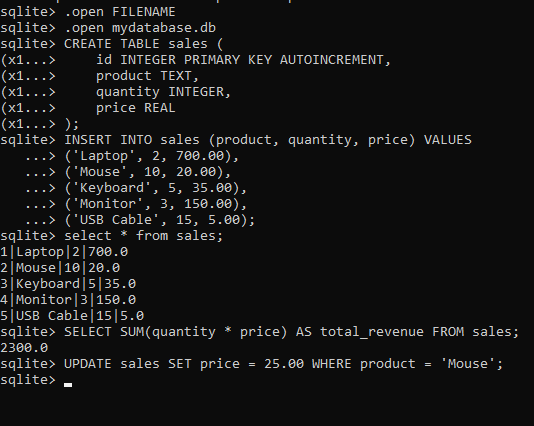 sqlite> .open FILENAME
sqlite> .open mydatabase.db
sqlite> CREATE TABLE sales (
(x1...>     id INTEGER PRIMARY KEY AUTOINCREMENT,
(x1...>     product TEXT,
(x1...>     quantity INTEGER,
(x1...>     price REAL
(x1...> );
sqlite> INSERT INTO sales (product, quantity, price) VALUES
   ...> ('Laptop', 2, 700.00),
   ...> ('Mouse', 10, 20.00),
   ...> ('Keyboard', 5, 35.00),
   ...> ('Monitor', 3, 150.00),
   ...> ('USB Cable', 15, 5.00);
sqlite> select * from sales;
1|Laptop|2|700.0
2|Mouse|10|20.0
3|Keyboard|5|35.0
4|Monitor|3|150.0
5|USB Cable|15|5.0
sqlite> SELECT SUM(quantity * price) AS total_revenue FROM sales;
2300.0
sqlite> UPDATE sales SET price = 25.00 WHERE product = 'Mouse';
sqlite>